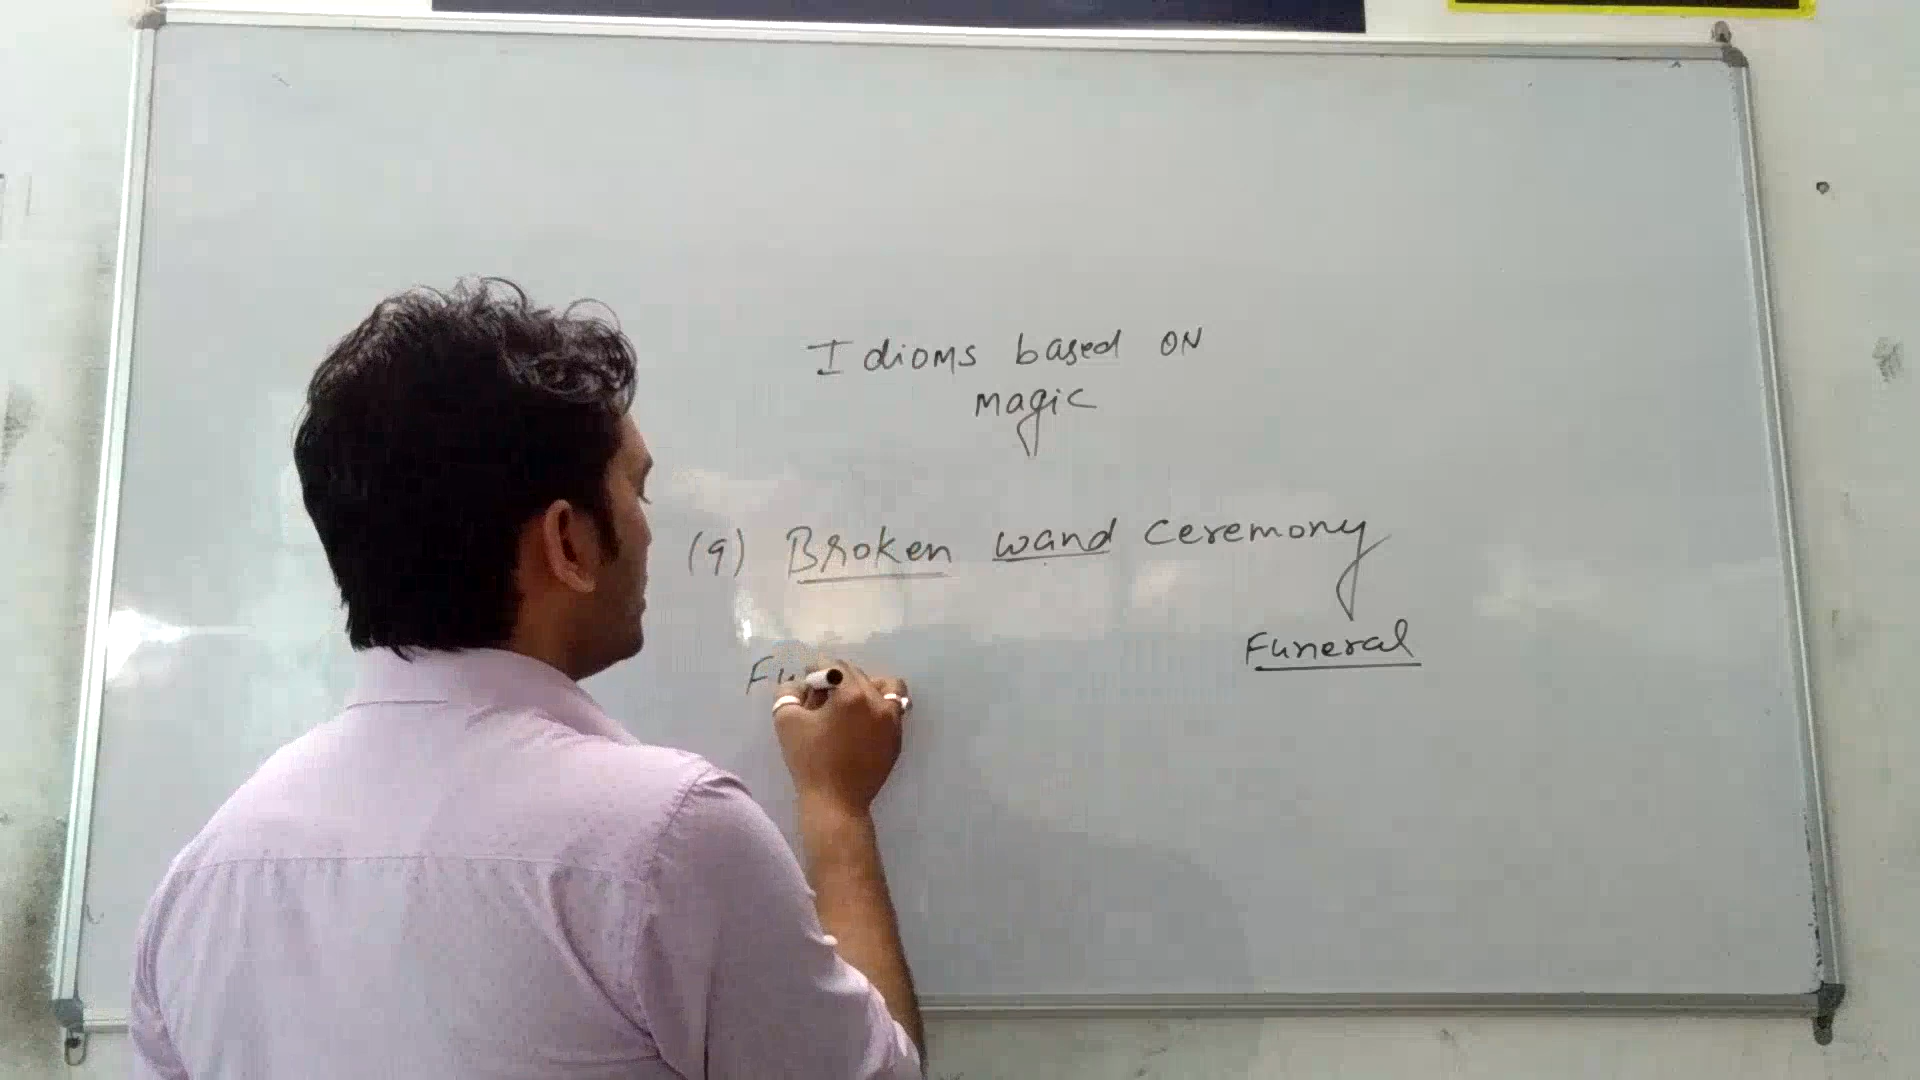 Idioms based ON
magic
(9) Broken wand ceremony
Funeral
Fu